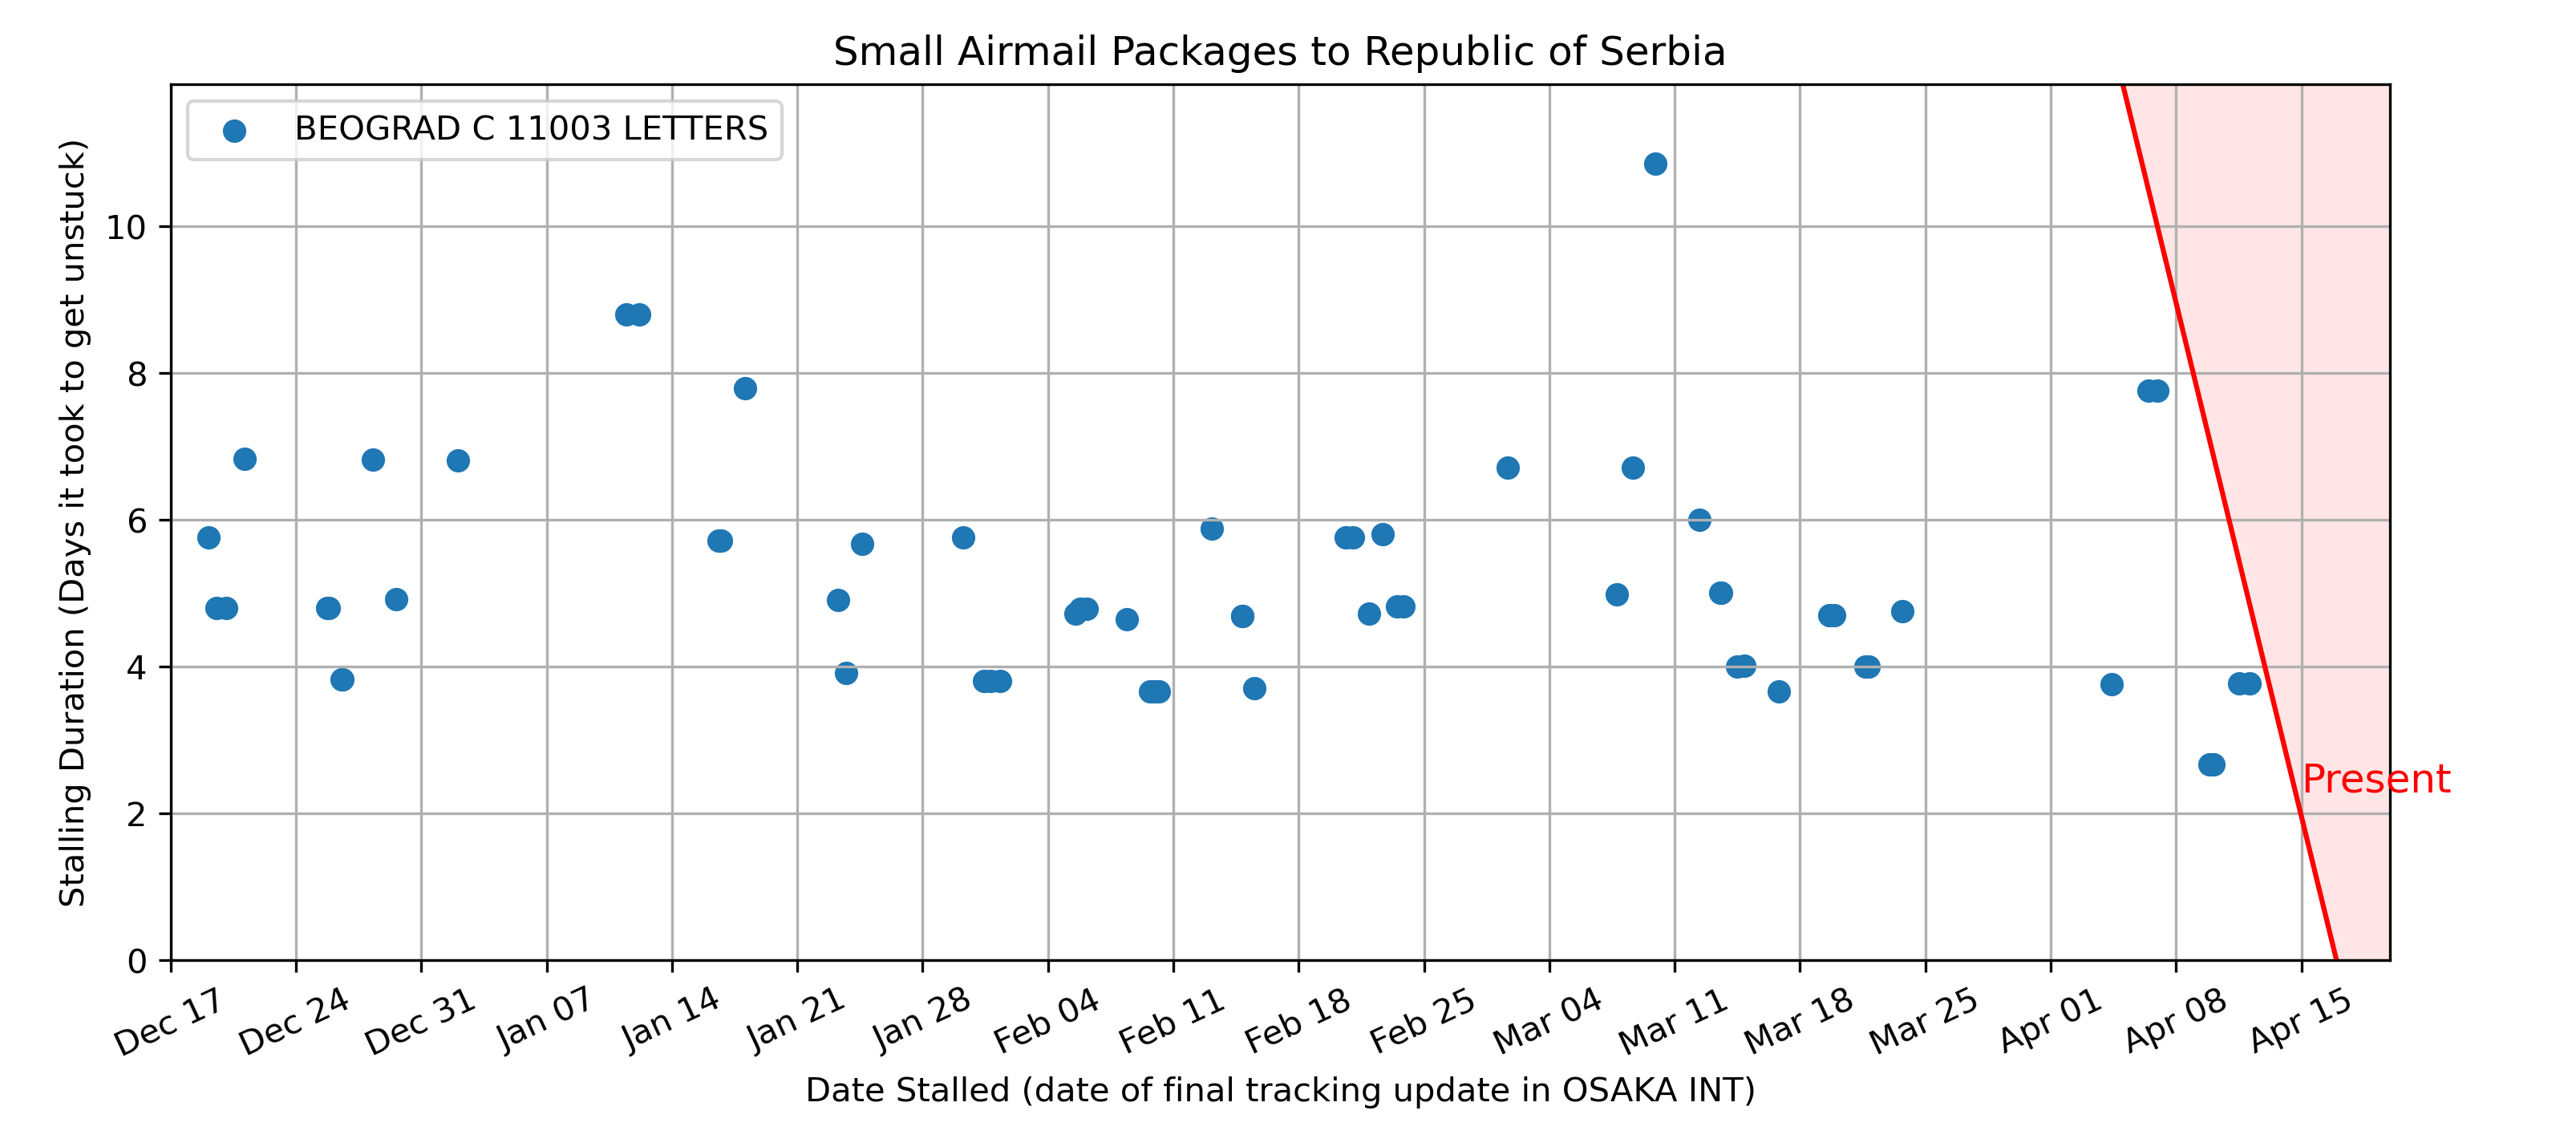 Small Airmail Packages to Republic of Serbia
BEOGRAD C 11003 LETTERS
Stalling Duration (Days it took to get unstuck)
10
8
6
4
2
0
Present
Dec 17
Dec 24
Dec 31
Jan 07
Jan 14
Jan 21
Jan 28
Feb 04
Feb 11
Feb 18
Feb 25
Mar 04
Mar 11
Mar 18
Mar 25
Apr 01
Apr 08
Apr 15
Date Stalled (date of final tracking update in OSAKA INT)